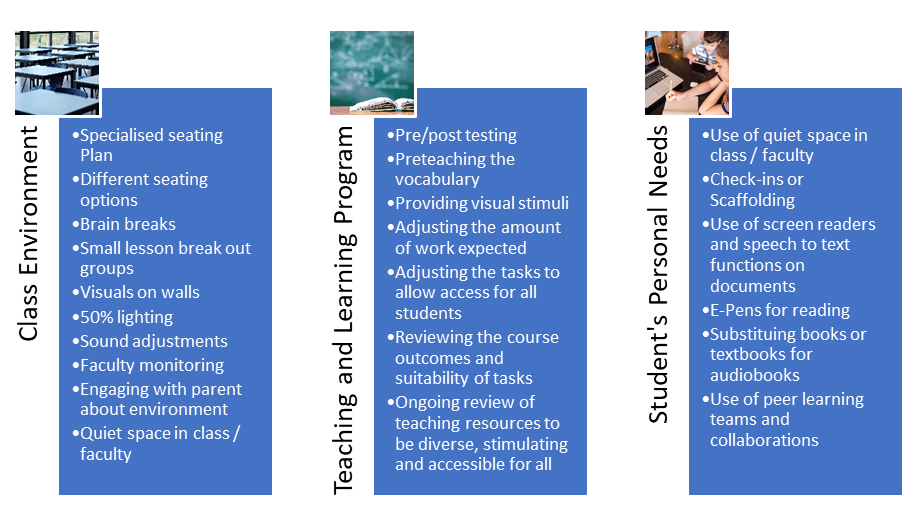 Class Environment
•Specialised seating
Plan
•Different seating
options
•Brain breaks
•Small lesson break out
groups
•Visuals on walls
•50% lighting
•Sound adjustments
•Faculty monitoring
•Engaging with parent
about environment
•Quiet space in class /
faculty
Teaching and Learning Program
•Pre/post testing
•Preteaching the
vocabulary
•Providing visual stimuli
•Adjusting the amount
of work expected
•Adjusting the tasks to
allow access for all
students
•Reviewing the course
outcomes and
suitability of tasks
•Ongoing review of
teaching resources to
be diverse, stimulating
and accessible for all
Student's Personal Needs
•Use of quiet space in
class / faculty
•Check-ins or
Scaffolding
•Use of screen readers
and speech to text
functions on
documents
•E-Pens for reading
•Substituing books or
textbooks for
audiobooks
•Use of peer learning
teams and
collaborations